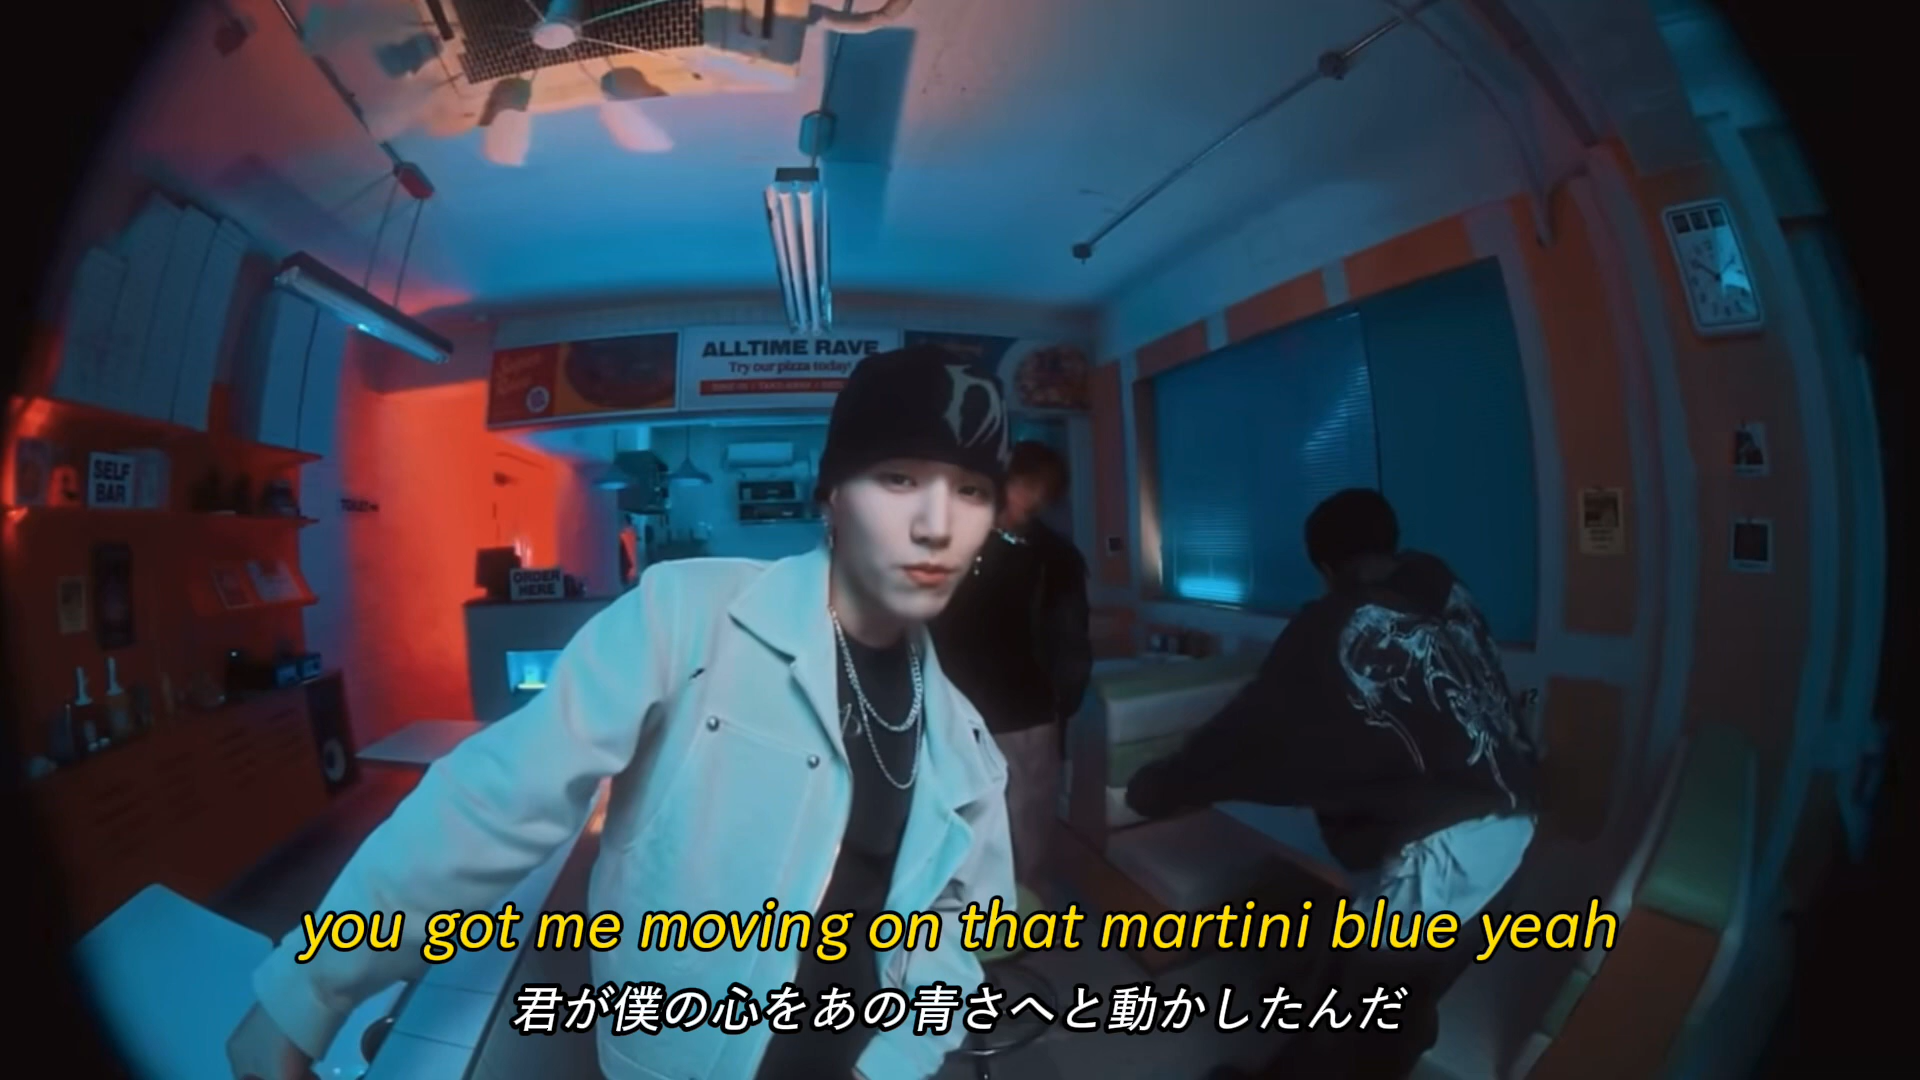 ALLTIME RAVE
Try our pizza today!
SELF
BAR
ORDER
HERE
you got me moving on that martini blue yeah
君が僕の心をあの青さへと動かしたんだ